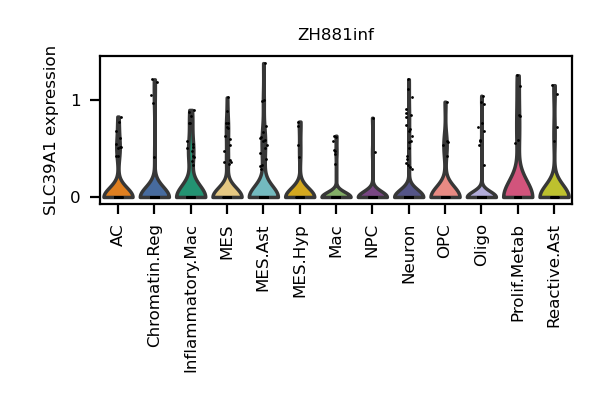 ZH881inf
SLC39A1 expression
1
0
AC
Chromatin.Reg
Inflammatory.Mac
MES
MES.Ast
MES.Hyp
Mac
NPC
Neuron
OPC
Oligo
Prolif.Metab
Reactive.Ast